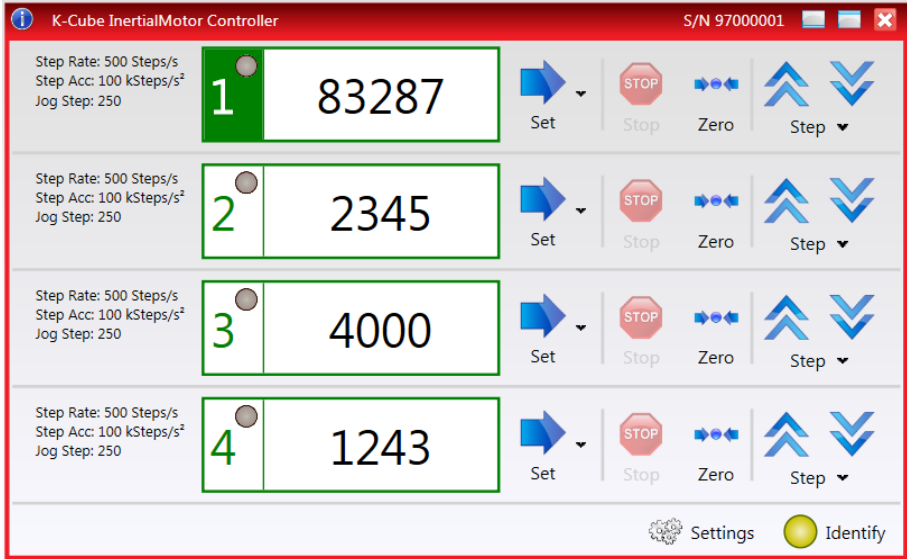 K-Cube InertialMotor Controller S/N 97000001
Step Rate: 500 Steps/s
Step Acc: 100 kSteps/s²
Jog Step: 250
1 83287
Set STOP Stop Zero Step
Step Rate: 500 Steps/s
Step Acc: 100 kSteps/s²
Jog Step: 250
2 2345
Set STOP Stop Zero Step
Step Rate: 500 Steps/s
Step Acc: 100 kSteps/s²
Jog Step: 250
3 4000
Set STOP Stop Zero Step
Step Rate: 500 Steps/s
Step Acc: 100 kSteps/s²
Jog Step: 250
4 1243
Set STOP Stop Zero Step
Settings Identify